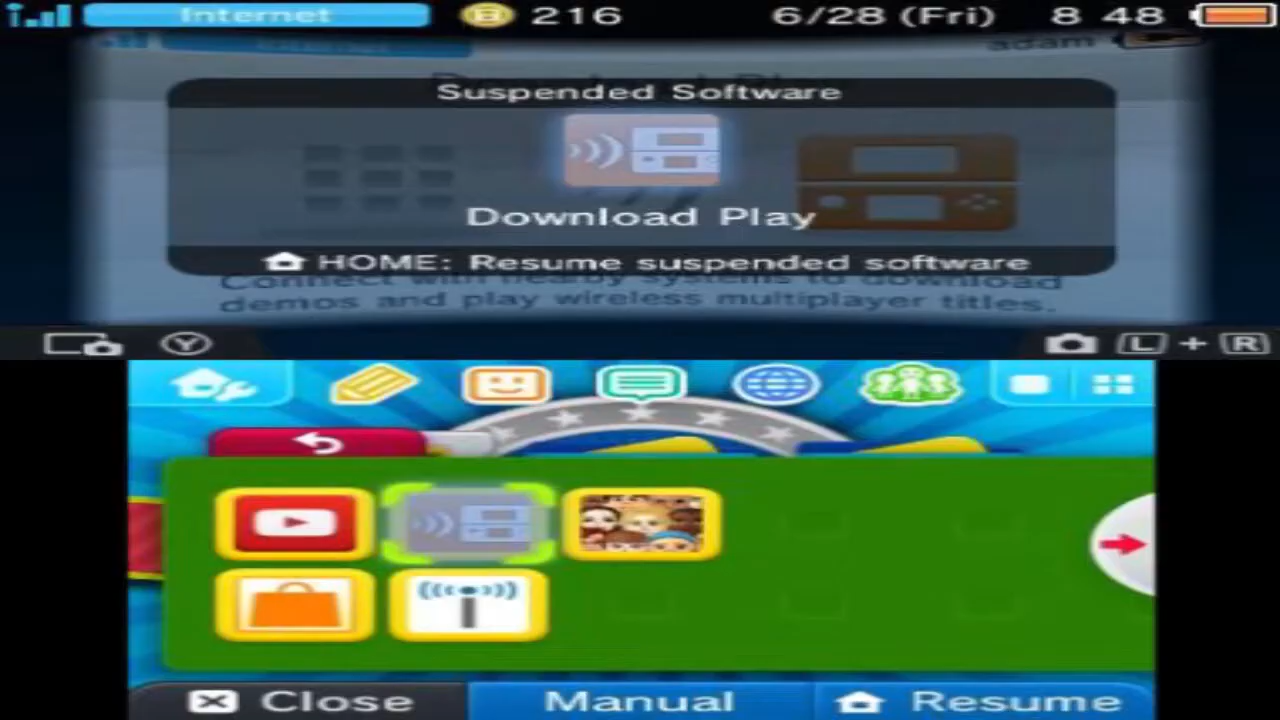 Internet 216 6/28 (Fri) 8 48
adam
Suspended Software
Download Play
HOME: Resume suspended software
Connect with nearby systems to download
demos and play wireless multiplayer titles.
Y L + R
Close Manual Resume